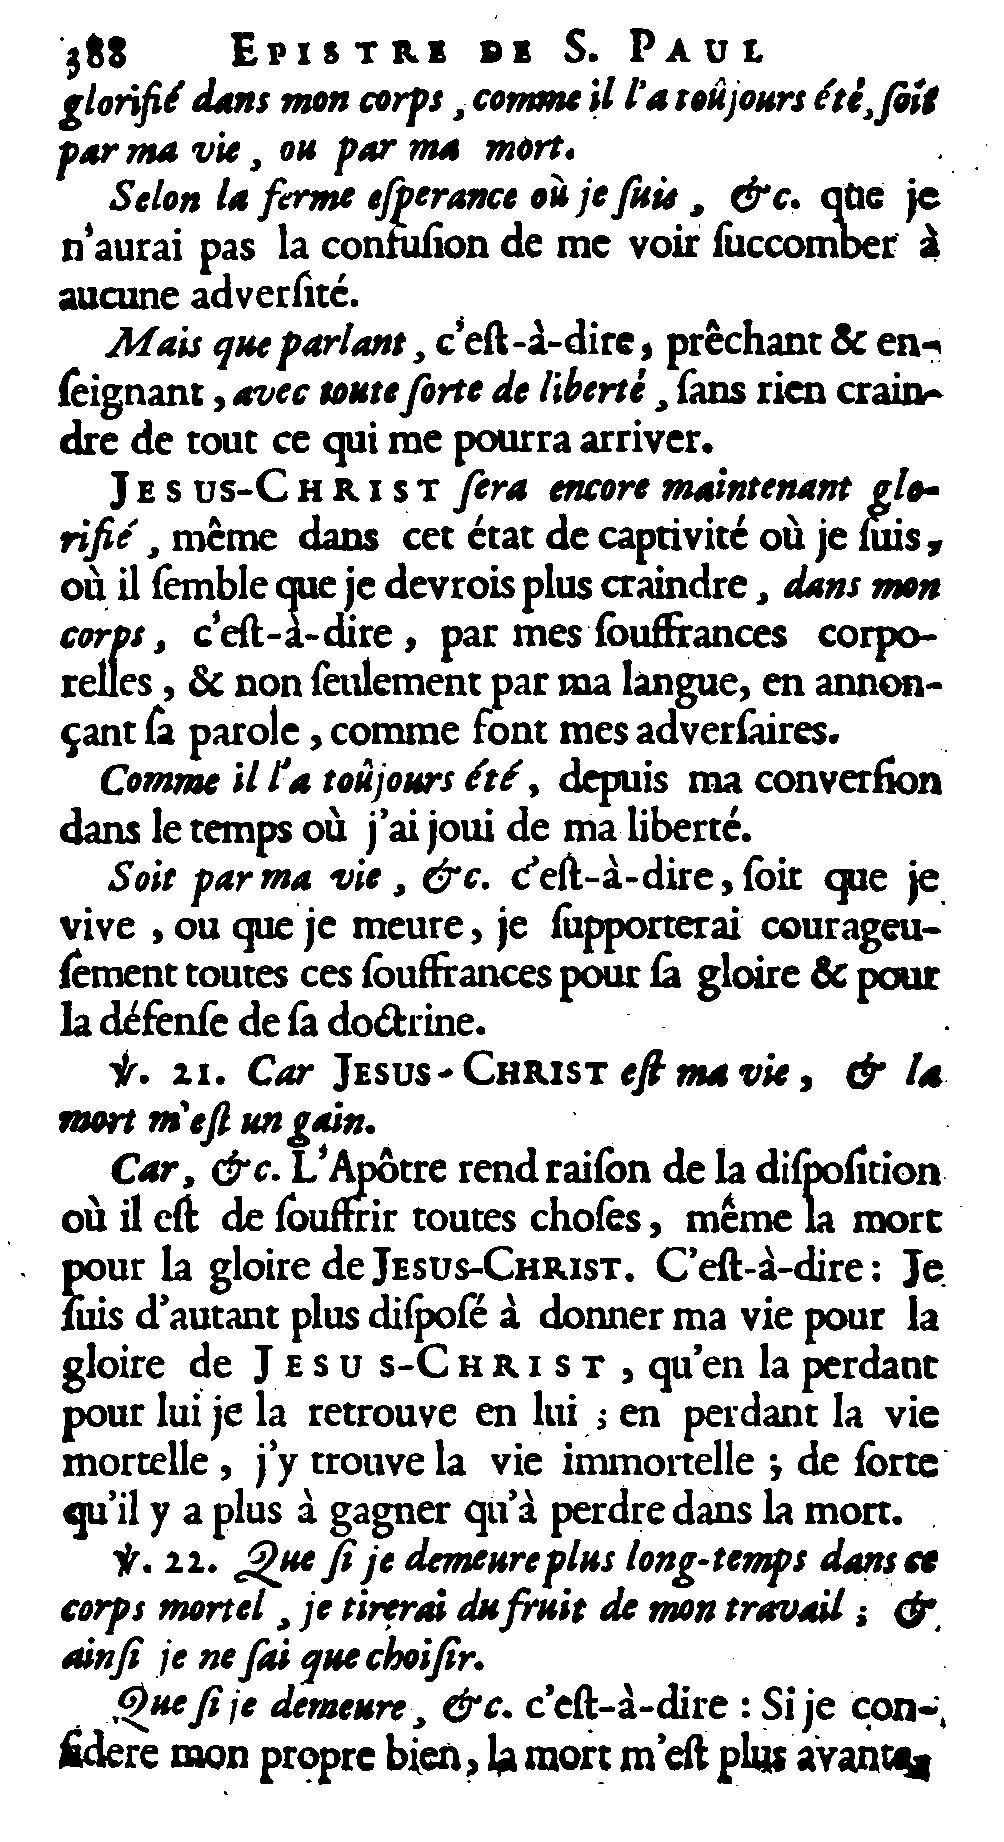 388 EPISTRE DE S. PAUL
glorifié dans mon corps, comme il l'a toûjours été, ſoit
par ma vie, ou par ma mort.
Selon la ferme eſperance où je ſuis, &c. que je
n'aurai pas la confuſion de me voir ſuccomber à
aucune adverſité.
Mais que parlant, c'eſt-à-dire, prêchant & en-
ſeignant, avec toute ſorte de liberté, ſans rien crain-
dre de tout ce qui me pourra arriver.
JESUS-CHRIST ſera encore maintenant glo-
rifié, même dans cet état de captivité où je ſuis,
où il ſemble que je devrois plus craindre, dans mon
corps, c'eſt-à-dire, par mes ſouffrances corpo-
relles, & non ſeulement par ma langue, en annon-
çant ſa parole, comme font mes adverſaires.
Comme il l'a toûjours été, depuis ma converſion
dans le temps où j'ai joui de ma liberté.
Soit par ma vie, &c. c'eſt-à-dire, ſoit que je
vive, ou que je meure, je ſupporterai courageu-
ſement toutes ces ſouffrances pour ſa gloire & pour
la défenſe de ſa doctrine.
℣. 21. Car JESUS-CHRIST eſt ma vie, & la
mort m'eſt un gain.
Car, &c. L'Apôtre rend raiſon de la diſpoſition
où il eſt de ſouffrir toutes choſes, même la mort
pour la gloire de JESUS-CHRIST. C'eſt-à-dire: Je
ſuis d'autant plus diſpoſé à donner ma vie pour la
gloire de JESUS-CHRIST, qu'en la perdant
pour lui je la retrouve en lui; en perdant la vie
mortelle, j'y trouve la vie immortelle; de ſorte
qu'il y a plus à gagner qu'à perdre dans la mort.
℣. 22. Que ſi je demeure plus long-temps dans ce
corps mortel, je tirerai du fruit de mon travail; &
ainſi je ne ſai que choiſir.
Que ſi je demeure, &c. c'eſt-à-dire: Si je con-
ſidere mon propre bien, la mort m'eſt plus avanta-